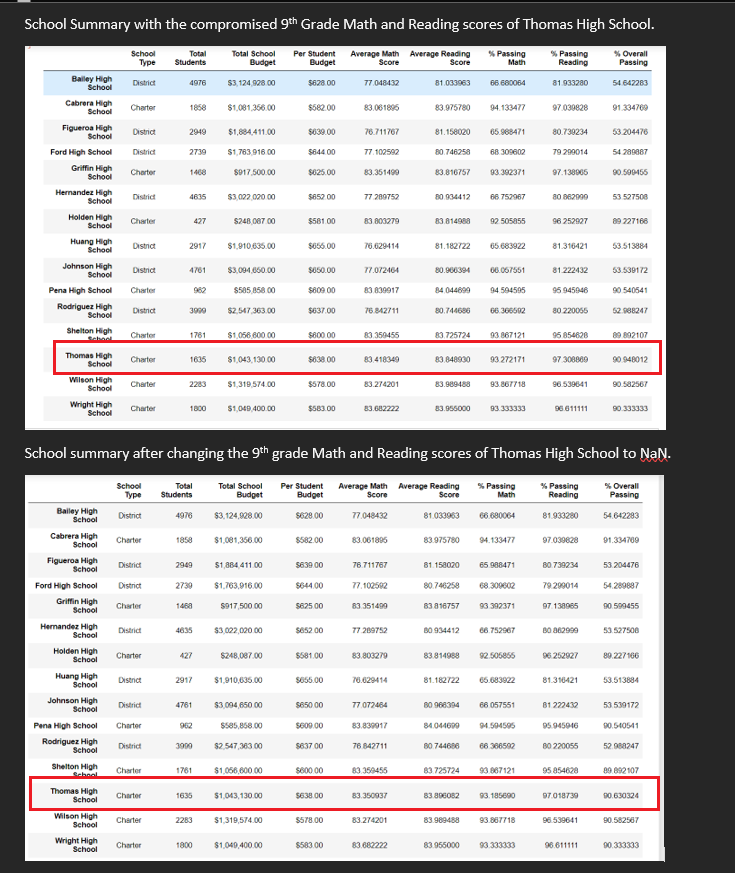 School Summary with the compromised 9th Grade Math and Reading scores of Thomas High School.
School Type Total Students Total School Budget Per Student Budget Average Math Score Average Reading Score % Passing Math % Passing Reading % Overall Passing
Bailey High School District 4976 $3,124,928.00 $628.00 77.048432 81.033963 66.680064 81.933280 54.642283
Cabrera High School Charter 1858 $1,081,356.00 $582.00 83.061895 83.975780 94.133477 97.039828 91.334769
Figueroa High School District 2949 $1,884,411.00 $639.00 76.711767 81.158020 65.988471 80.739234 53.204476
Ford High School District 2739 $1,763,916.00 $644.00 77.102592 80.746258 68.309602 79.299014 54.289887
Griffin High School Charter 1468 $917,500.00 $625.00 83.351499 83.816757 93.392371 97.138965 90.599455
Hernandez High School District 4635 $3,022,020.00 $652.00 77.289752 80.934412 66.752967 80.862999 53.527508
Holden High School Charter 427 $248,087.00 $581.00 83.803279 83.814988 92.505855 96.252927 89.227166
Huang High School District 2917 $1,910,635.00 $655.00 76.629414 81.182722 65.683922 81.316421 53.513884
Johnson High School District 4761 $3,094,650.00 $650.00 77.072464 80.966394 66.057551 81.222432 53.539172
Pena High School Charter 962 $585,858.00 $609.00 83.839917 84.044699 94.594595 95.945946 90.540541
Rodriguez High School District 3999 $2,547,363.00 $637.00 76.842711 80.744686 66.366592 80.220055 52.988247
Shelton High School Charter 1761 $1,056,600.00 $600.00 83.359455 83.725724 93.867121 95.854628 89.892107
Thomas High School Charter 1635 $1,043,130.00 $638.00 83.418349 83.848930 93.272171 97.308869 90.948012
Wilson High School Charter 2283 $1,319,574.00 $578.00 83.274201 83.989488 93.867718 96.539641 90.582567
Wright High School Charter 1800 $1,049,400.00 $583.00 83.682222 83.955000 93.333333 96.611111 90.333333
School summary after changing the 9th grade Math and Reading scores of Thomas High School to NaN.
School Type Total Students Total School Budget Per Student Budget Average Math Score Average Reading Score % Passing Math % Passing Reading % Overall Passing
Bailey High School District 4976 $3,124,928.00 $628.00 77.048432 81.033963 66.680064 81.933280 54.642283
Cabrera High School Charter 1858 $1,081,356.00 $582.00 83.061895 83.975780 94.133477 97.039828 91.334769
Figueroa High School District 2949 $1,884,411.00 $639.00 76.711767 81.158020 65.988471 80.739234 53.204476
Ford High School District 2739 $1,763,916.00 $644.00 77.102592 80.746258 68.309602 79.299014 54.289887
Griffin High School Charter 1468 $917,500.00 $625.00 83.351499 83.816757 93.392371 97.138965 90.599455
Hernandez High School District 4635 $3,022,020.00 $652.00 77.289752 80.934412 66.752967 80.862999 53.527508
Holden High School Charter 427 $248,087.00 $581.00 83.803279 83.814988 92.505855 96.252927 89.227166
Huang High School District 2917 $1,910,635.00 $655.00 76.629414 81.182722 65.683922 81.316421 53.513884
Johnson High School District 4761 $3,094,650.00 $650.00 77.072464 80.966394 66.057551 81.222432 53.539172
Pena High School Charter 962 $585,858.00 $609.00 83.839917 84.044699 94.594595 95.945946 90.540541
Rodriguez High School District 3999 $2,547,363.00 $637.00 76.842711 80.744686 66.366592 80.220055 52.988247
Shelton High School Charter 1761 $1,056,600.00 $600.00 83.359455 83.725724 93.867121 95.854628 89.892107
Thomas High School Charter 1635 $1,043,130.00 $638.00 83.350937 83.896082 93.185690 97.018739 90.630324
Wilson High School Charter 2283 $1,319,574.00 $578.00 83.274201 83.989488 93.867718 96.539641 90.582567
Wright High School Charter 1800 $1,049,400.00 $583.00 83.682222 83.955000 93.333333 96.611111 90.333333